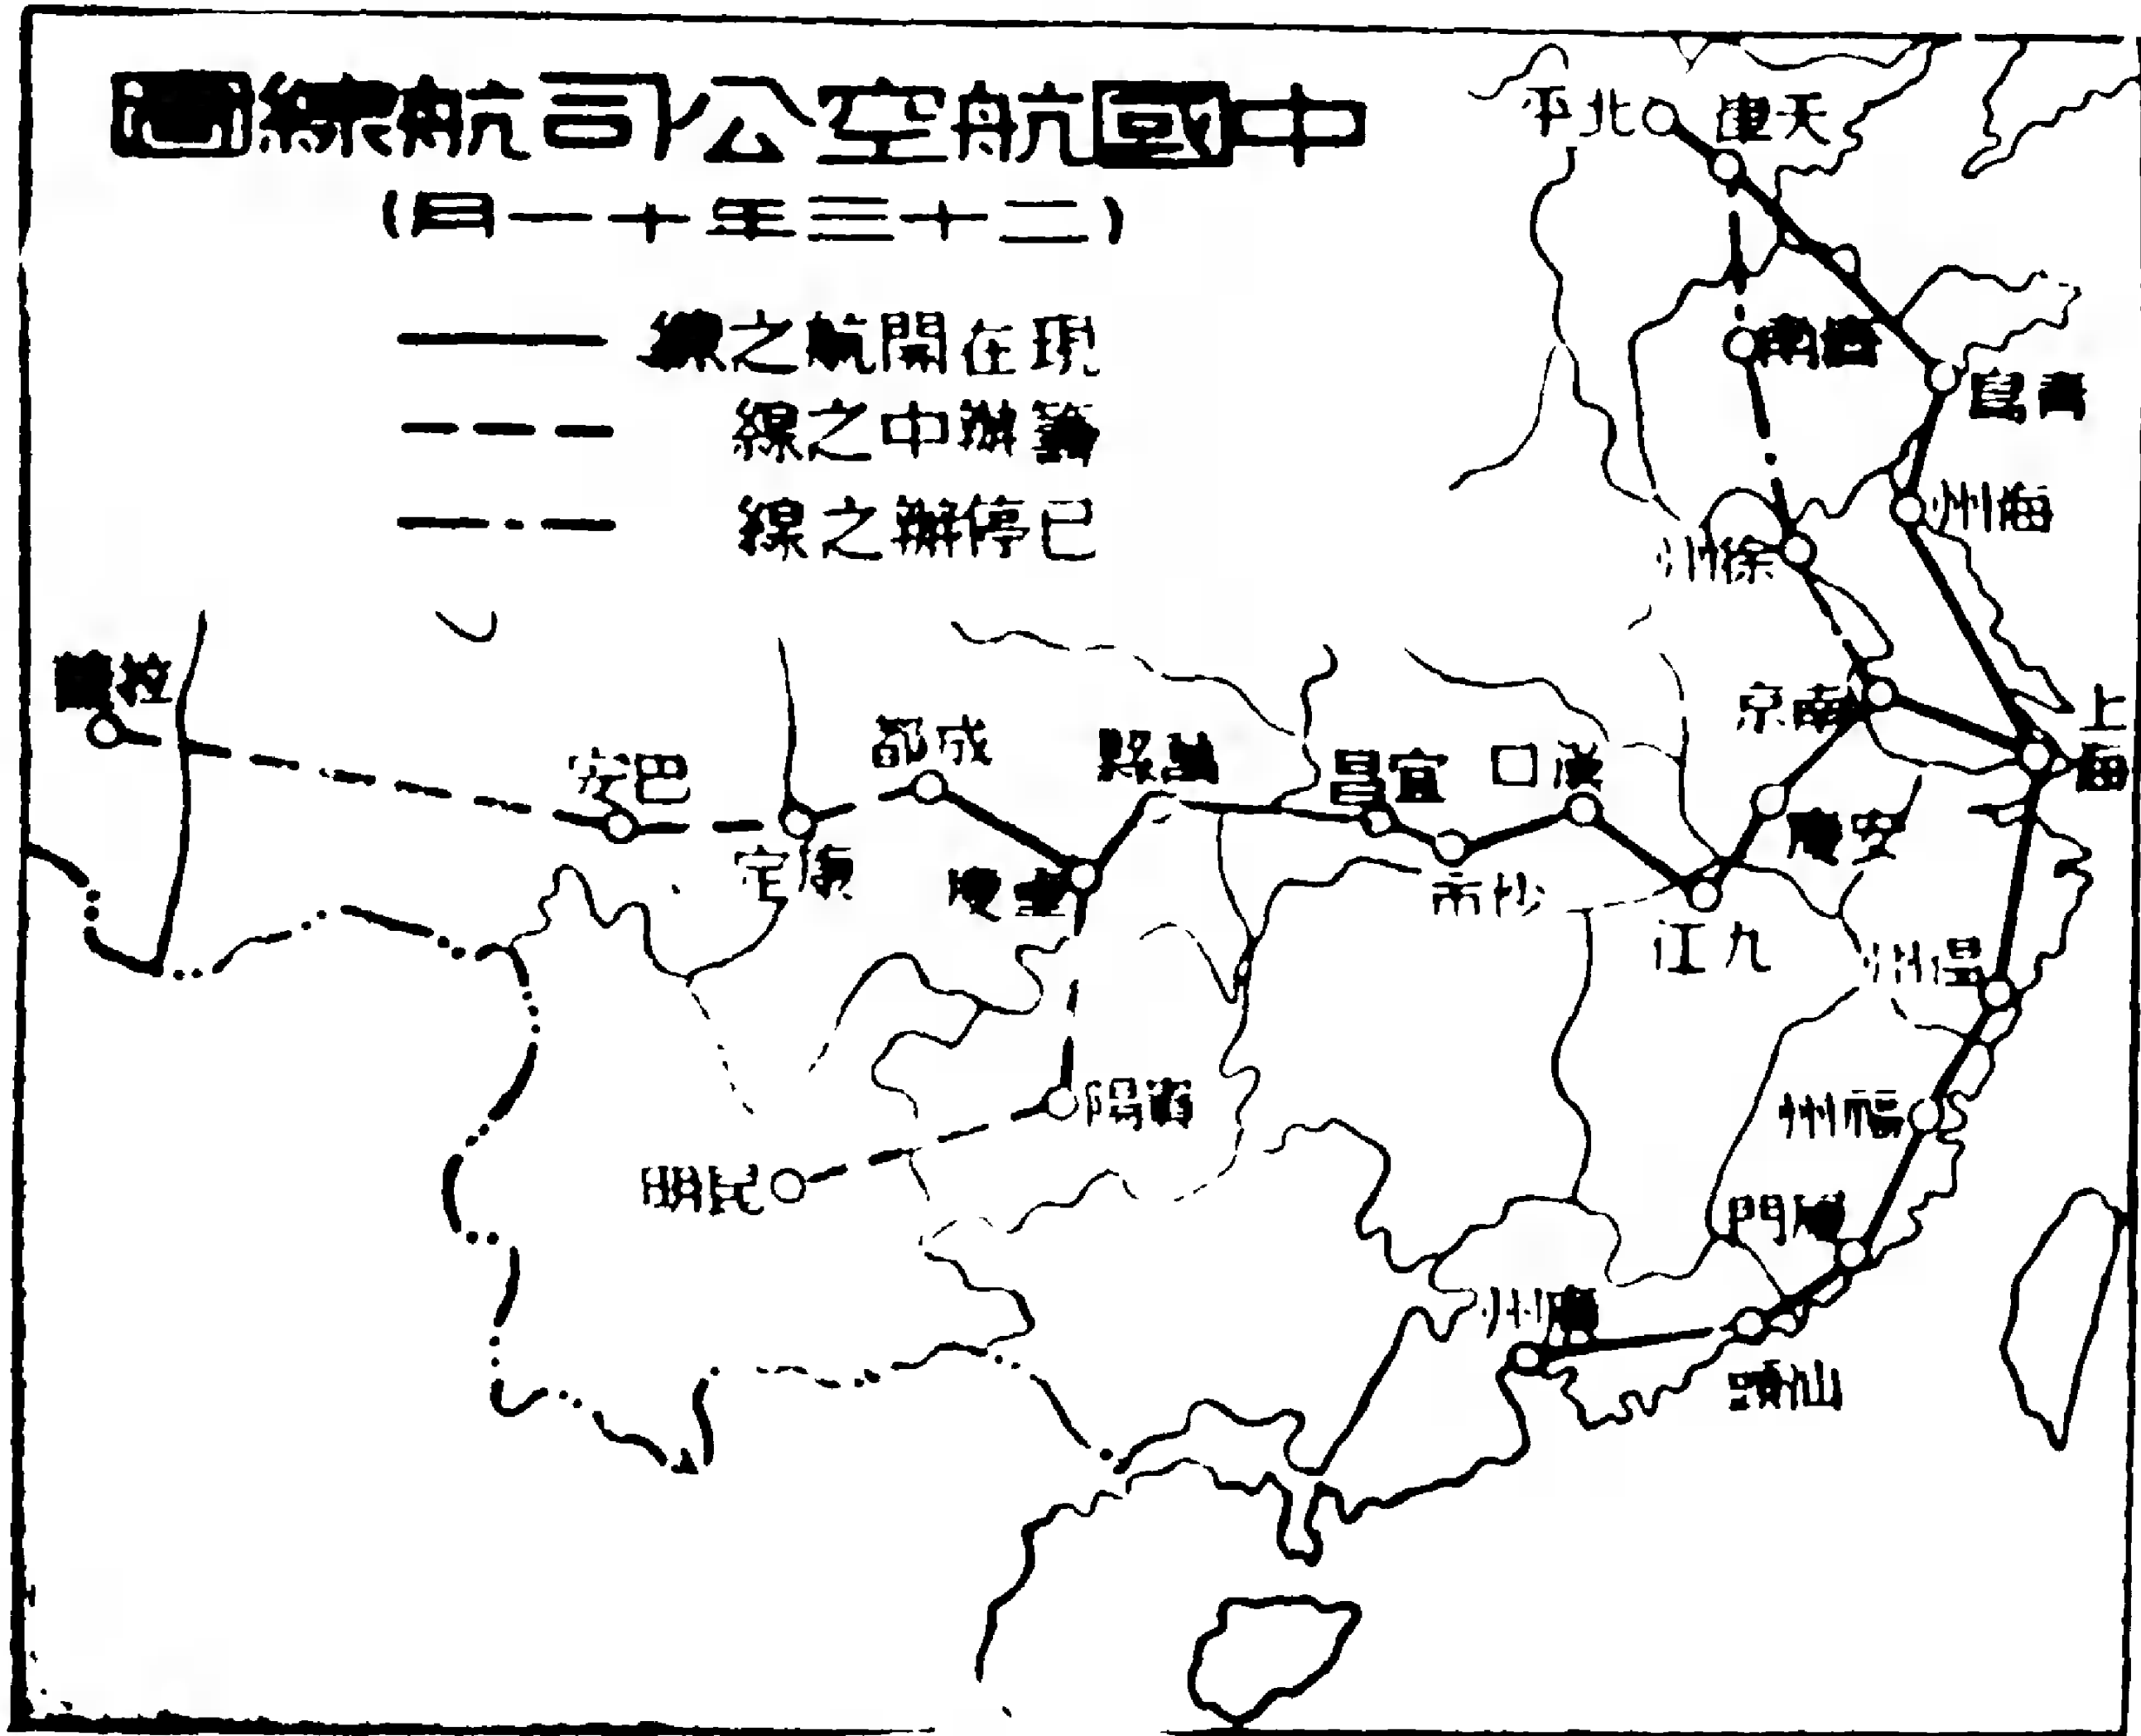 中國航空公司航線圖
(二十三年十一月)
現在開航之線
籌辦中之線
已停辦之線
北平
天津
濟南
青島
海州
徐州
南京
上海
安慶
九江
漢口
沙市
宜昌
萬縣
重慶
成都
康定
巴安
拉薩
貴陽
昆明
溫州
福州
廈門
汕頭
廣州